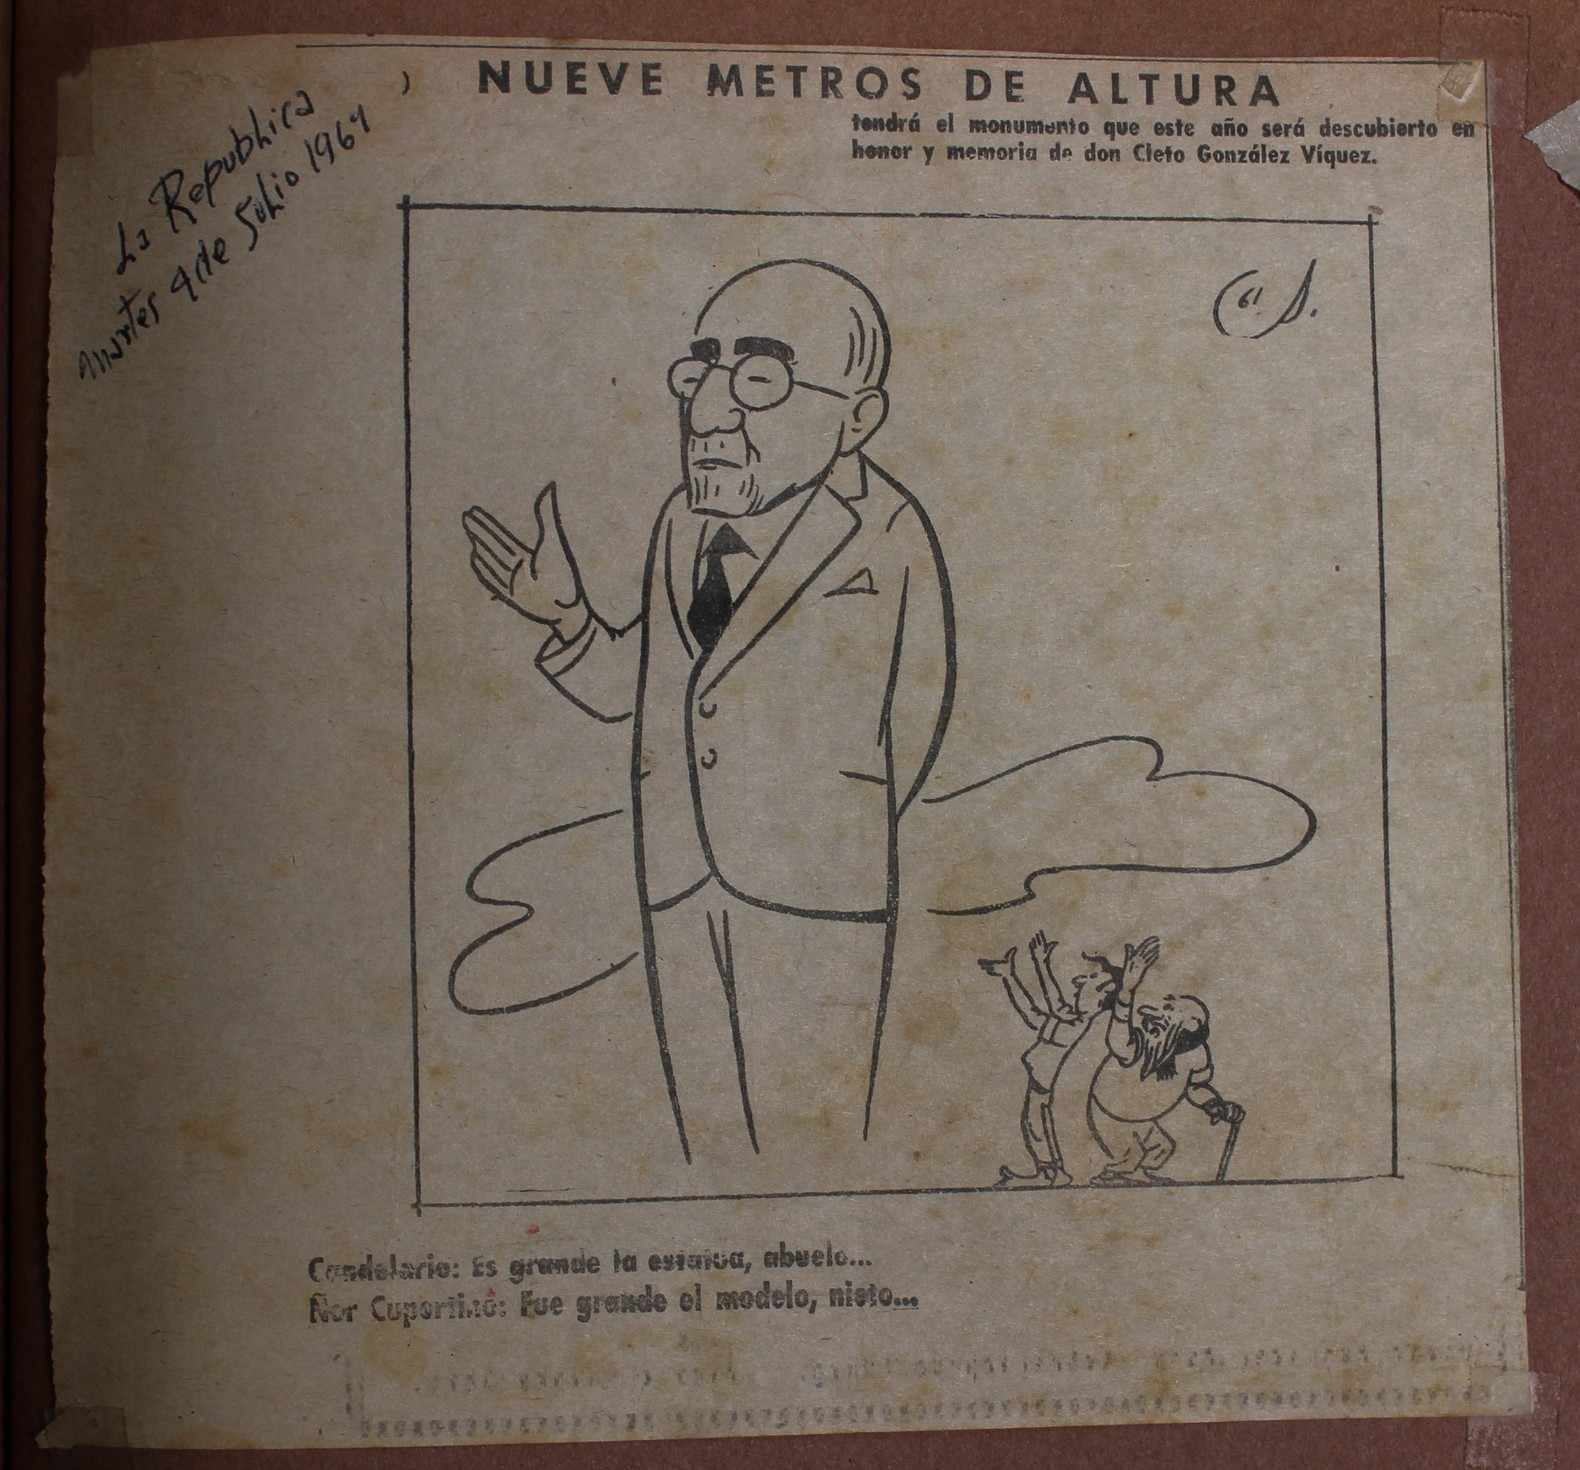 NUEVE METROS DE ALTURA
tendrá el monumento que este año será descubierto en
honor y memoria de don Cleto González Víquez.
La Republica
Martes 4 de Julio 1961
61
Candelario: Es grande la estatua, abuelo...
Ñor Cupertino: Fue grande el modelo, nieto...